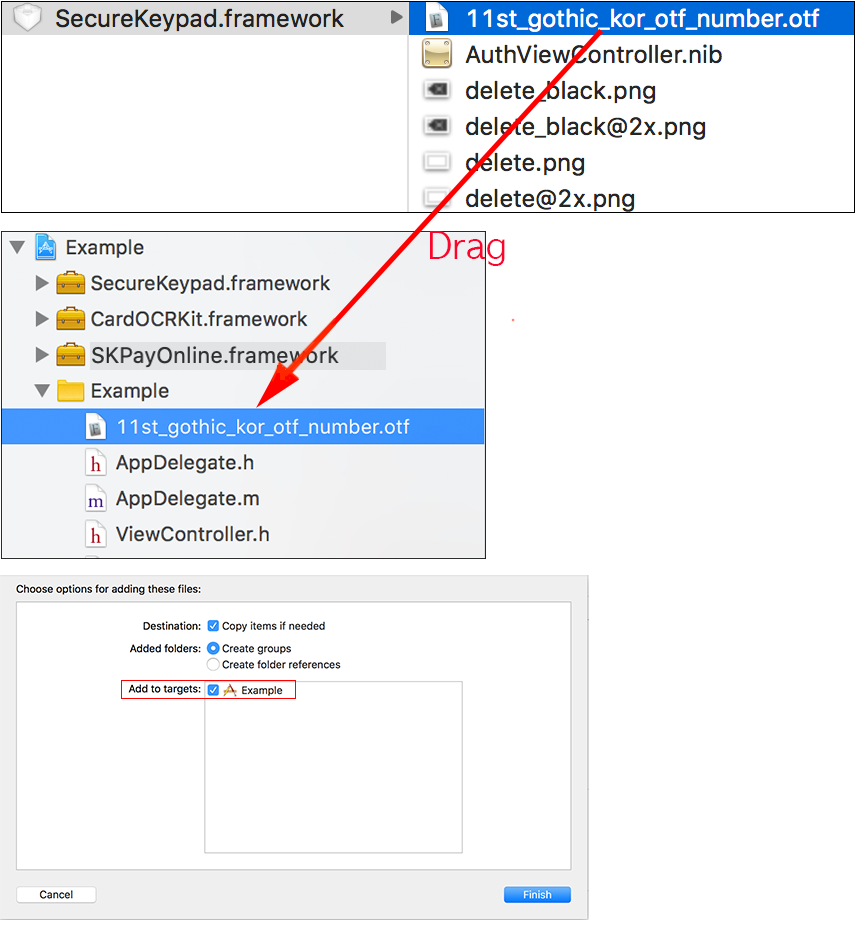 SecureKeypad.framework
11st_gothic_kor_otf_number.otf
AuthViewController.nib
delete_black.png
delete_black@2x.png
delete.png
delete@2x.png
Drag
Example
SecureKeypad.framework
CardOCRKit.framework
SKPayOnline.framework
Example
11st_gothic_kor_otf_number.otf
h AppDelegate.h
m AppDelegate.m
h ViewController.h
Choose options for adding these files:
Destination: Copy items if needed
Added folders: Create groups
Create folder references
Add to targets: Example
Cancel Finish